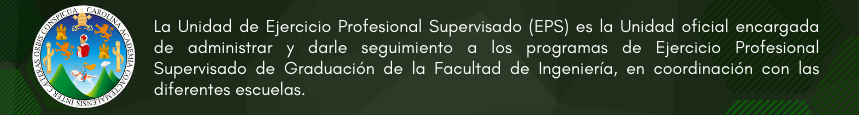 CAROLINA ACADEMIA COACTEMALENSIS INTER CAETERAS ORBIS CONSPICUA
La Unidad de Ejercicio Profesional Supervisado (EPS) es la Unidad oficial encargada
de administrar y darle seguimiento a los programas de Ejercicio Profesional
Supervisado de Graduación de la Facultad de Ingeniería, en coordinación con las
diferentes escuelas.